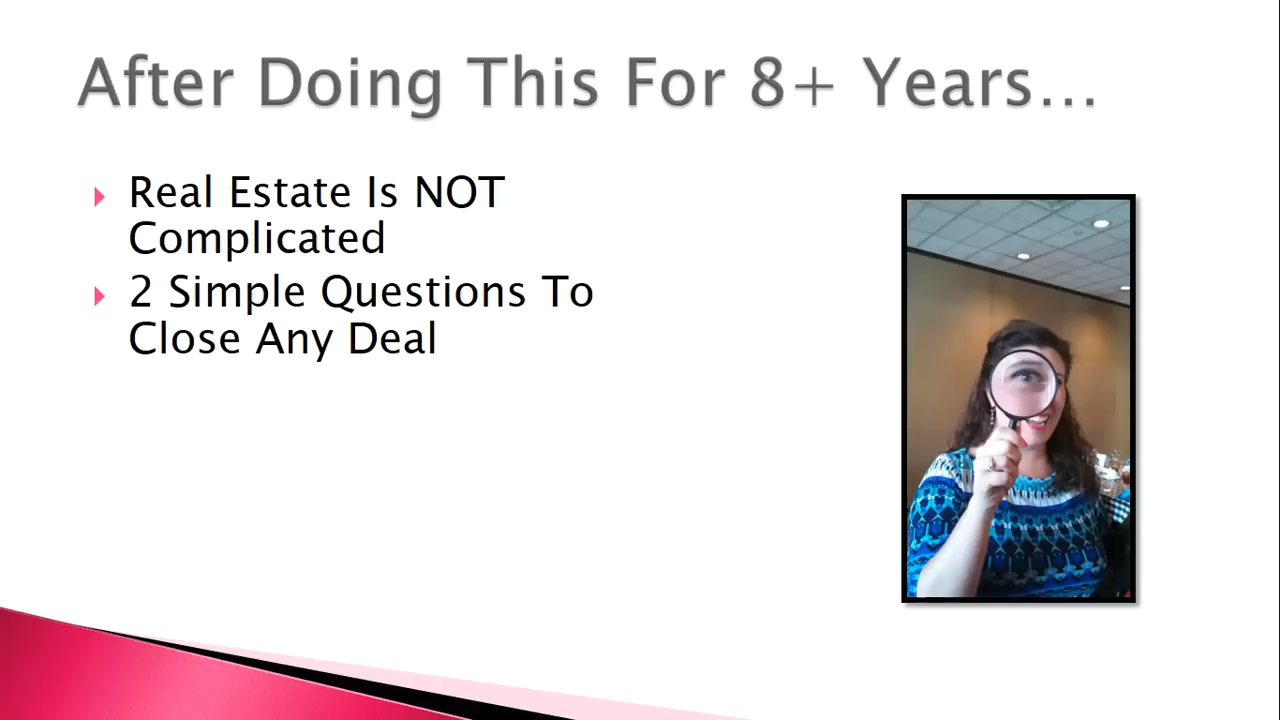 After Doing This For 8+ Years…
Real Estate Is NOT
Complicated
2 Simple Questions To
Close Any Deal